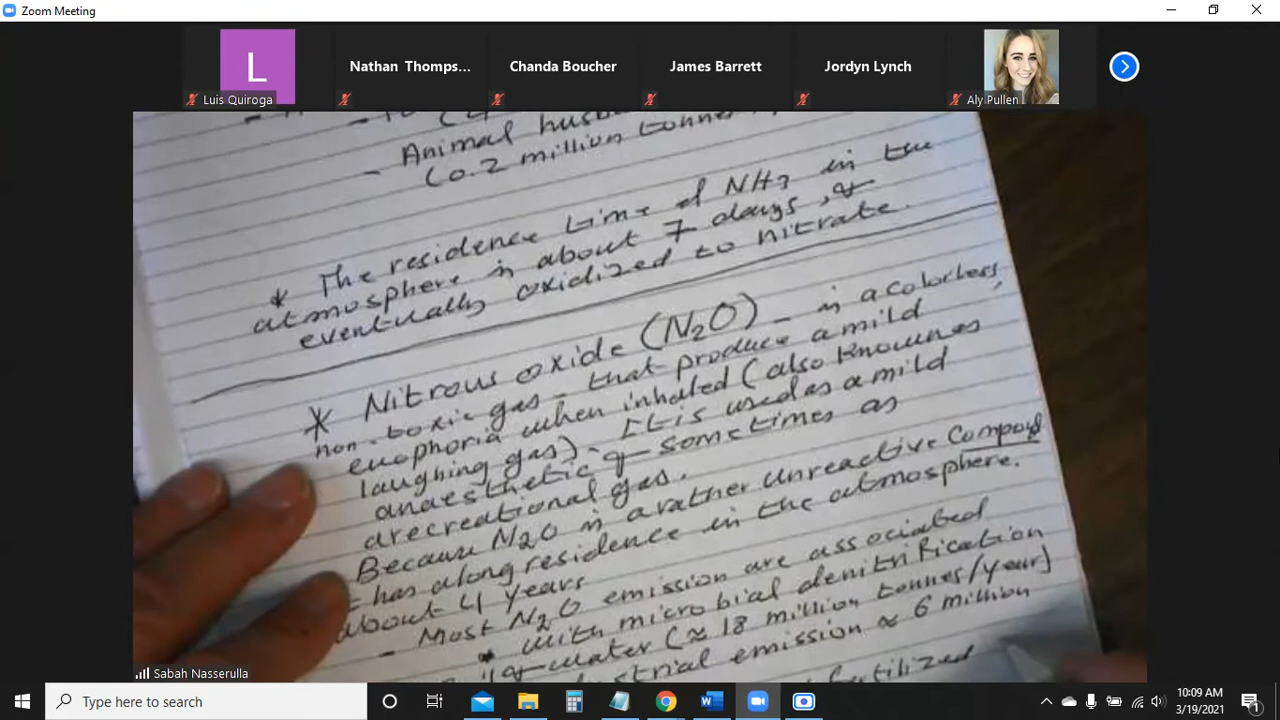 Zoom Meeting
L
Luis Quiroga
Nathan Thomps...
Chanda Boucher
James Barrett
Jordyn Lynch
Aly Pullen
- Animal
(0.2 million tonnes
* The residence time of NH3 in the
atmosphere is about 7 days, &
eventually oxidized to nitrate.
* Nitrous oxide (N2O) - is a colorless,
non-toxic gas - that produce a mild
euophoria when inhaled (also known as
laughing gas). It is used as a mild
anaesthetic & sometimes as
a recreational gas.
Because N2O is a rather unreactive compound
has a long residence in the atmosphere.
about 4 years
- Most N2O emission are associated
with microbial denitrification
& water (≈ 18 million tonnes/year)
emission ≈ 6 million
Sabah Nasserulla
Type here to search
10:09 AM
3/19/2021
1